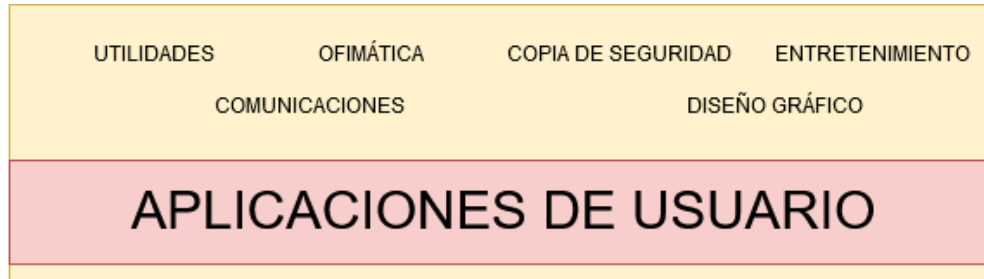 UTILIDADES OFIMÁTICA COPIA DE SEGURIDAD ENTRETENIMIENTO
COMUNICACIONES DISEÑO GRÁFICO
APLICACIONES DE USUARIO